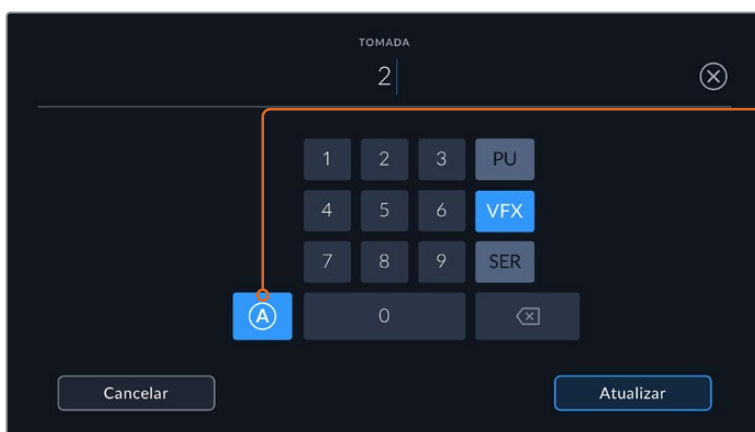 TOMADA
2
1 2 3 PU
4 5 6 VFX
7 8 9 SER
A 0
Cancelar Atualizar